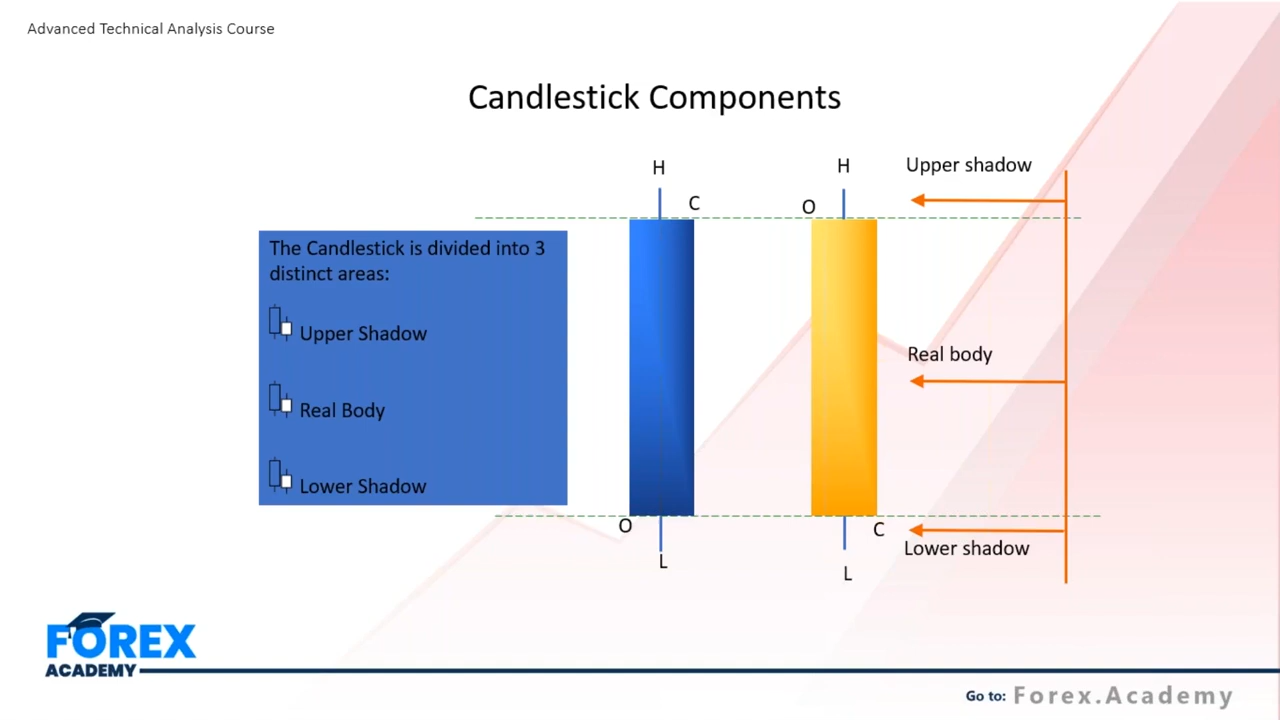 Advanced Technical Analysis Course
Candlestick Components
H
H
Upper shadow
C
O
The Candlestick is divided into 3
distinct areas:
Upper Shadow
Real body
Real Body
Lower Shadow
O
C
Lower shadow
L
L
FOREX
ACADEMY
Go to: Forex.Academy